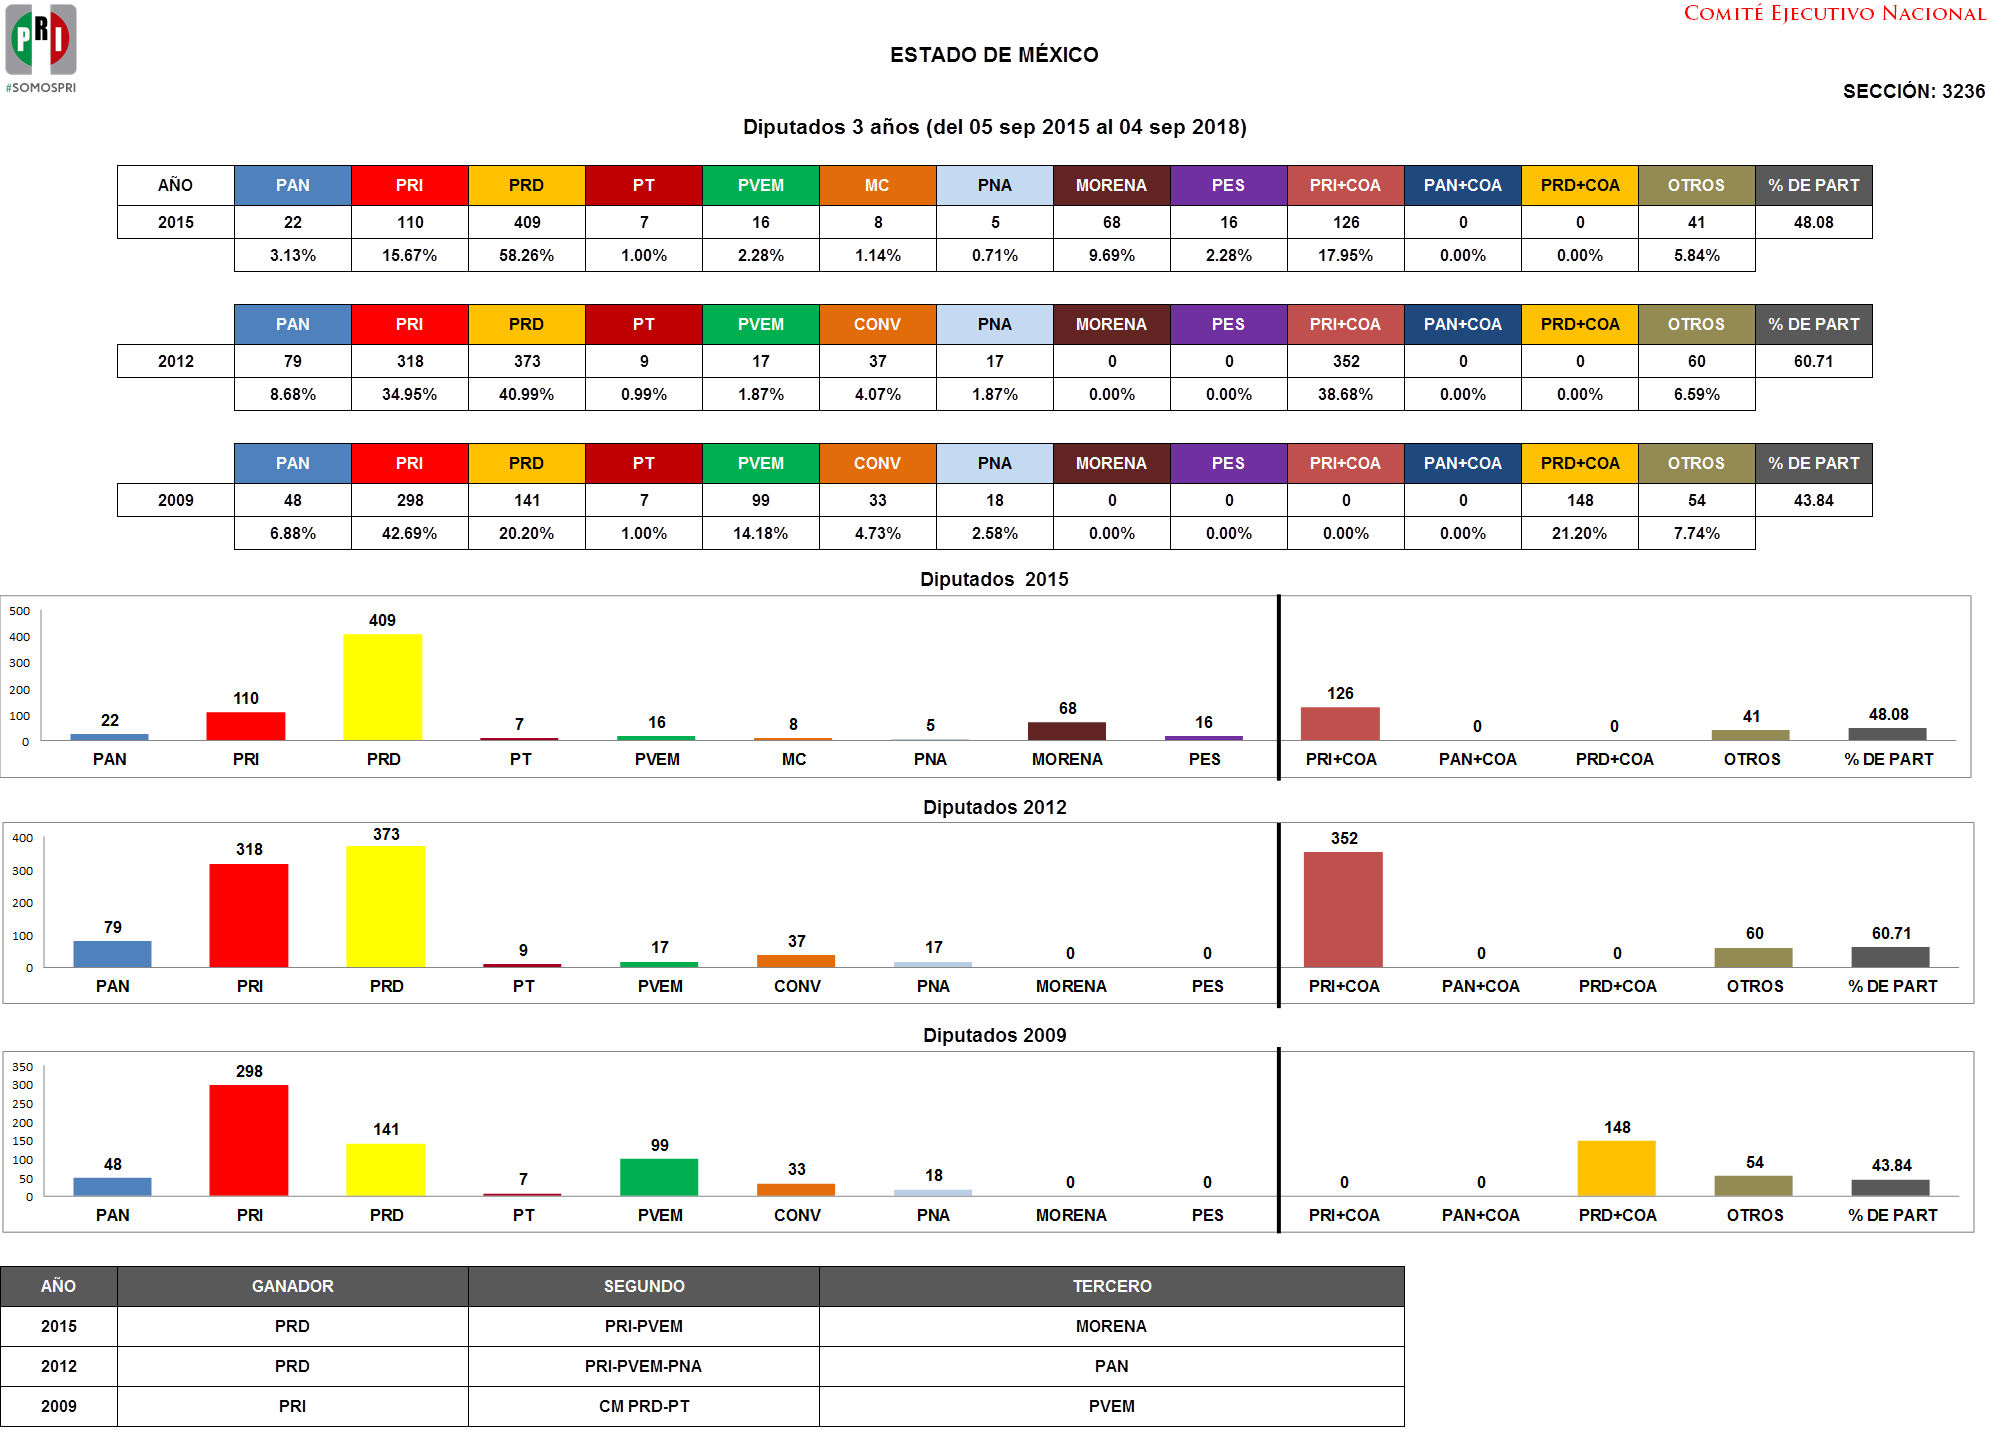 PRI
#SOMOSPRI
COMITÉ EJECUTIVO NACIONAL
ESTADO DE MÉXICO
SECCIÓN: 3236
Diputados 3 años (del 05 sep 2015 al 04 sep 2018)
AÑO PAN PRI PRD PT PVEM MC PNA MORENA PES PRI+COA PAN+COA PRD+COA OTROS % DE PART
2015 22 110 409 7 16 8 5 68 16 126 0 0 41 48.08
3.13% 15.67% 58.26% 1.00% 2.28% 1.14% 0.71% 9.69% 2.28% 17.95% 0.00% 0.00% 5.84%
PAN PRI PRD PT PVEM CONV PNA MORENA PES PRI+COA PAN+COA PRD+COA OTROS % DE PART
2012 79 318 373 9 17 37 17 0 0 352 0 0 60 60.71
8.68% 34.95% 40.99% 0.99% 1.87% 4.07% 1.87% 0.00% 0.00% 38.68% 0.00% 0.00% 6.59%
PAN PRI PRD PT PVEM CONV PNA MORENA PES PRI+COA PAN+COA PRD+COA OTROS % DE PART
2009 48 298 141 7 99 33 18 0 0 0 0 148 54 43.84
6.88% 42.69% 20.20% 1.00% 14.18% 4.73% 2.58% 0.00% 0.00% 0.00% 0.00% 21.20% 7.74%
Diputados 2015
500
400
300
200
100
0
22 110 409 7 16 8 5 68 16 126 0 0 41 48.08
PAN PRI PRD PT PVEM MC PNA MORENA PES PRI+COA PAN+COA PRD+COA OTROS % DE PART
Diputados 2012
400
300
200
100
0
79 318 373 9 17 37 17 0 0 352 0 0 60 60.71
PAN PRI PRD PT PVEM CONV PNA MORENA PES PRI+COA PAN+COA PRD+COA OTROS % DE PART
Diputados 2009
350
300
250
200
150
100
50
0
48 298 141 7 99 33 18 0 0 0 0 148 54 43.84
PAN PRI PRD PT PVEM CONV PNA MORENA PES PRI+COA PAN+COA PRD+COA OTROS % DE PART
AÑO GANADOR SEGUNDO TERCERO
2015 PRD PRI-PVEM MORENA
2012 PRD PRI-PVEM-PNA PAN
2009 PRI CM PRD-PT PVEM